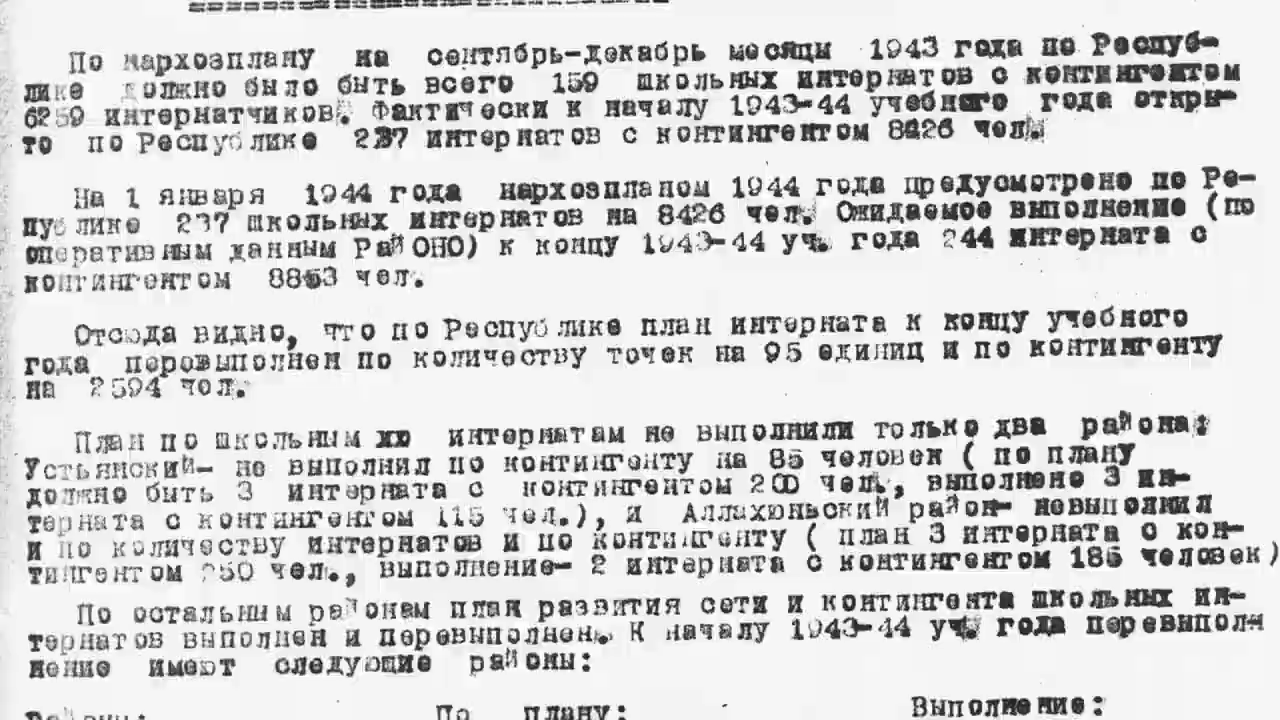 По нархозплану на сентябрь-декабрь месяцы 1943 года по Респуб-
лике должно было быть всего 159 школьных интернатов с контингентом
6259 интернатчиков. Фактически к началу 1943-44 учебного года откры-
то по Республике 237 интернатов с контингентом 8426 чел.
На 1 января 1944 года нархозпланом 1944 года предусмотрено по Ре-
публике 237 школьных интернатов на 8426 чел. Ожидаемое выполнение (по
оперативным данным РайОНО) к концу 1943-44 уч. года 244 интерната с
контингентом 8853 чел.
Отсюда видно, что по Республике план интерната к концу учебного
года перевыполнен по количеству точек на 95 единиц и по контингенту
на 2594 чел.
План по школьным интернатам не выполнили только два района:
Устьянский- не выполнил по контингенту на 85 человек ( по плану
должно быть 3 интерната с контингентом 200 чел., выполнено 3 ин-
терната с контингентом 115 чел.), и Аллахюньский район- невыполнил
и по количеству интернатов и по контингенту ( план 3 интерната с кон-
тингентом 250 чел., выполнение- 2 интерната с контингентом 185 человек)
По остальным районам план развития сети и контингента школьных ин-
тернатов выполнен и перевыполнен. К началу 1943-44 уч. года перевыпол-
нение имеют следующие районы:
Районы: По плану: Выполнение: